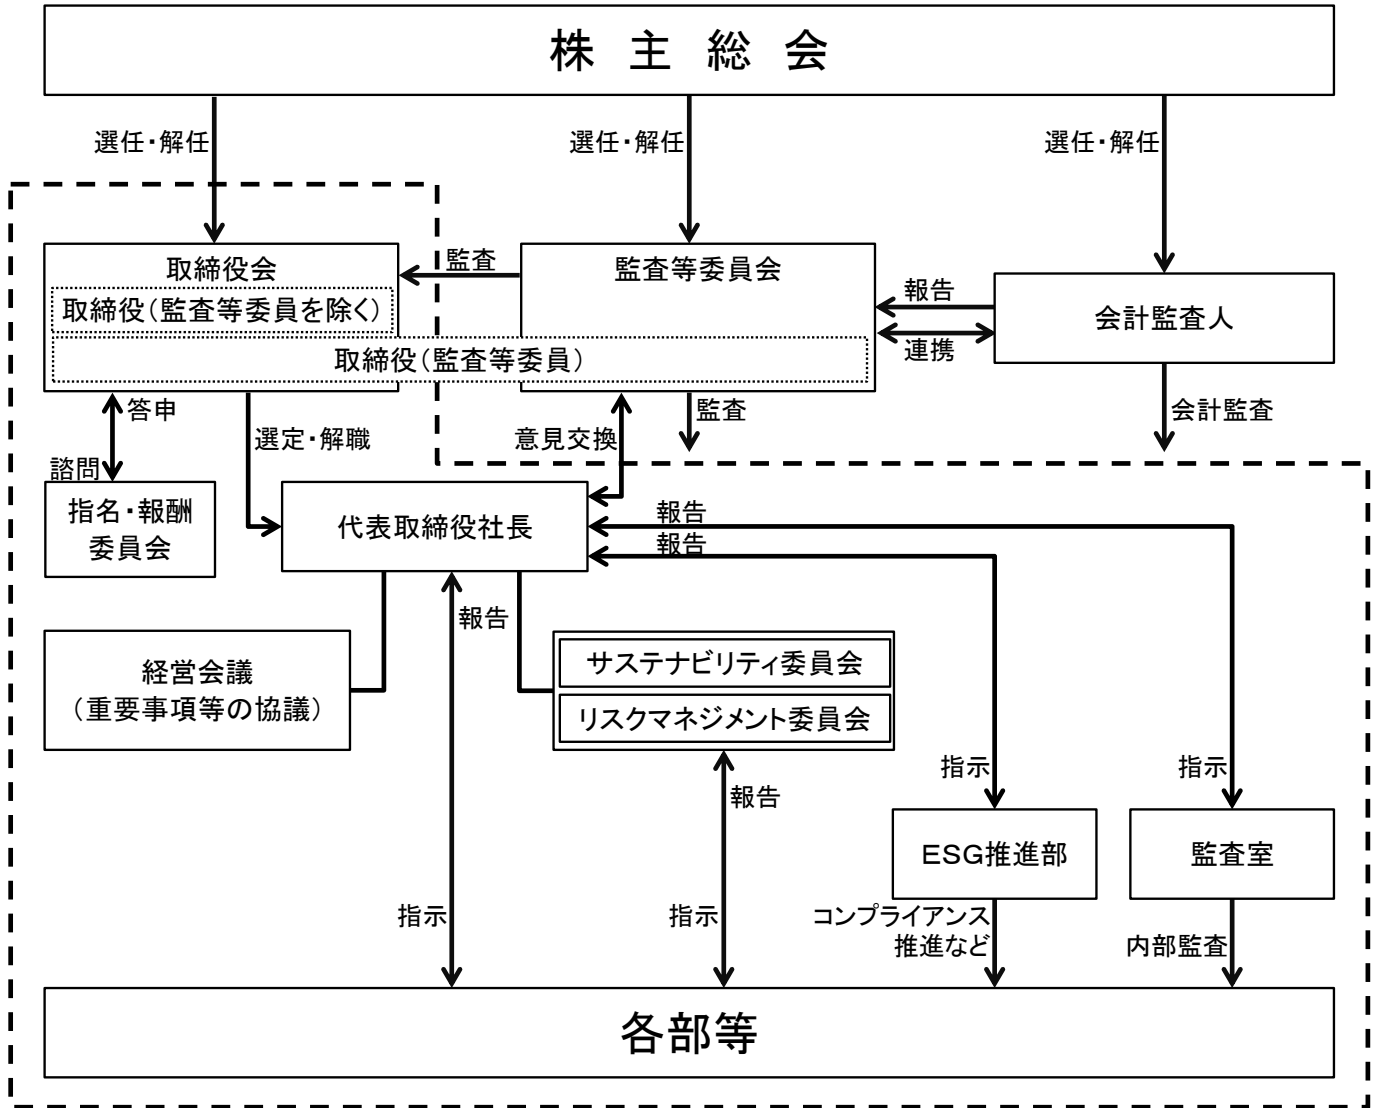 株主総会
選任・解任
選任・解任
選任・解任
取締役会
取締役（監査等委員を除く）
監査
監査等委員会
取締役（監査等委員）
報告
連携
会計監査人
答申
諮問
選定・解職
意見交換
監査
会計監査
指名・報酬
委員会
代表取締役社長
報告
報告
報告
経営会議
（重要事項等の協議）
サステナビリティ委員会
リスクマネジメント委員会
報告
指示
指示
ESG推進部
監査室
指示
指示
コンプライアンス
推進など
内部監査
各部等